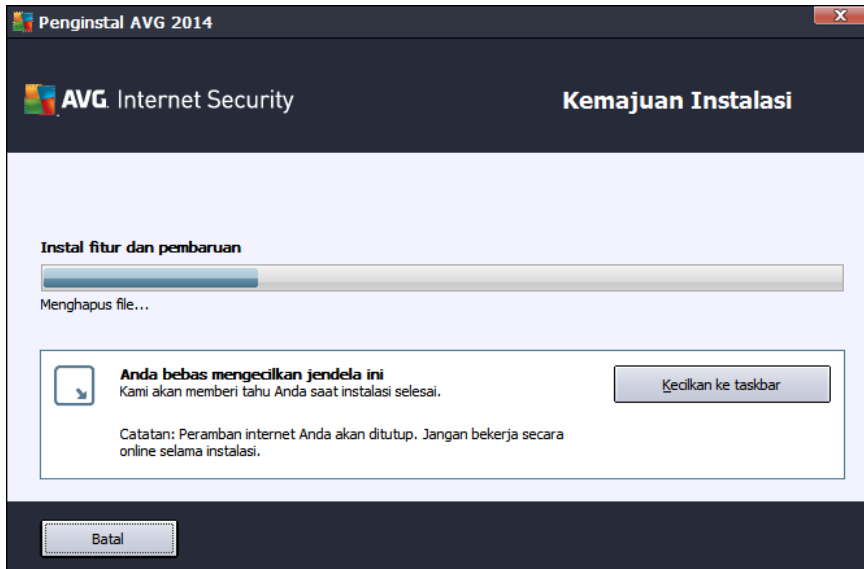 Penginstal AVG 2014
AVG. Internet Security
Kemajuan Instalasi
Instal fitur dan pembaruan
Menghapus file...
Anda bebas mengecilkan jendela ini
Kami akan memberi tahu Anda saat instalasi selesai.
Kecilkan ke taskbar
Catatan: Peramban internet Anda akan ditutup. Jangan bekerja secara
online selama instalasi.
Batal